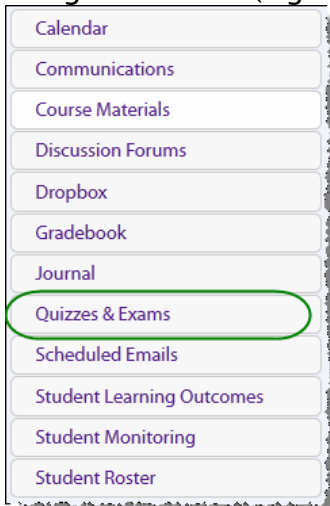 Calendar
Communications
Course Materials
Discussion Forums
Dropbox
Gradebook
Journal
Quizzes & Exams
Scheduled Emails
Student Learning Outcomes
Student Monitoring
Student Roster